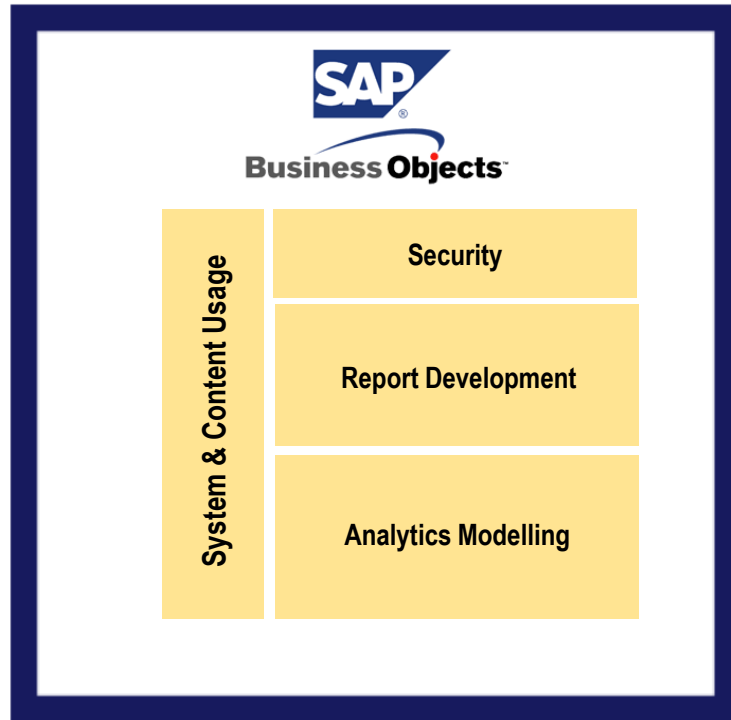 SAP
®
Business Objects™
System & Content Usage
Security
Report Development
Analytics Modelling